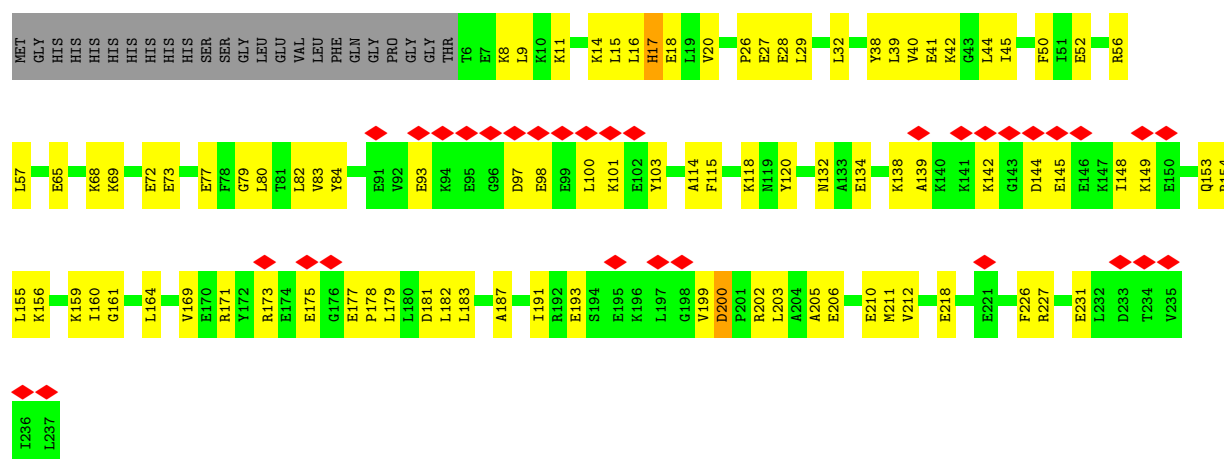 MET GLY HIS HIS HIS HIS HIS HIS HIS HIS SER SER GLY LEU GLU VAL LEU PHE GLN GLY PRO GLY GLY THR T6 E7 K8 L9 K10 K11 K14 L15 L16 H17 E18 L19 V20 P26 E27 E28 L29 L32 Y38 L39 V40 E41 K42 G43 L44 I45 F50 I51 E52 R56
L57 E65 K68 K69 E72 E73 E77 F78 G79 L80 T81 L82 V83 Y84 E91 V92 E93 K94 E95 G96 D97 E98 E99 L100 K101 E102 Y103 A114 F115 K118 N119 Y120 N132 A133 E134 K138 A139 K140 K141 K142 G143 D144 E145 E146 K147 I148 K149 E150 Q153
L155 K156 K159 I160 G161 L164 V169 E170 R171 Y172 R173 E174 E175 G176 E177 P178 L179 L180 D181 L182 L183 A187 I191 R192 E193 S194 E195 K196 L197 G198 V199 D200 P201 R202 L203 A204 A205 E206 E210 M211 V212 E218 E221 F226 R227 E231 L232 D233 T234 V235
I236 L237